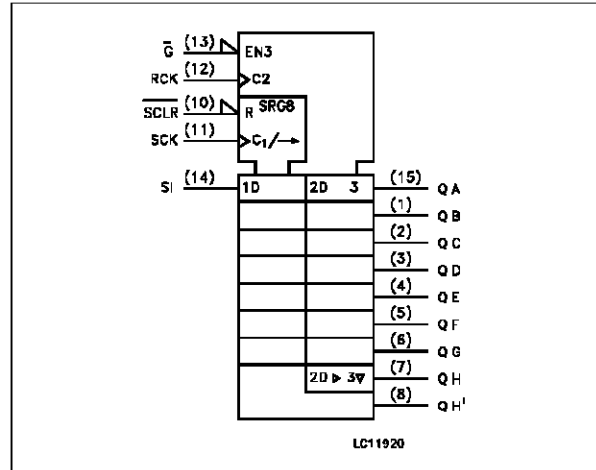 G̅ (13) EN3
RCK (12) C2
S̅C̅L̅R̅ (10) R SRG8
SCK (11) C1/→
SI (14) 1D 2D 3 (15) QA
(1) QB
(2) QC
(3) QD
(4) QE
(5) QF
(6) QG
2D ▷ 3▽ (7) QH
(8) QH'
LC11920